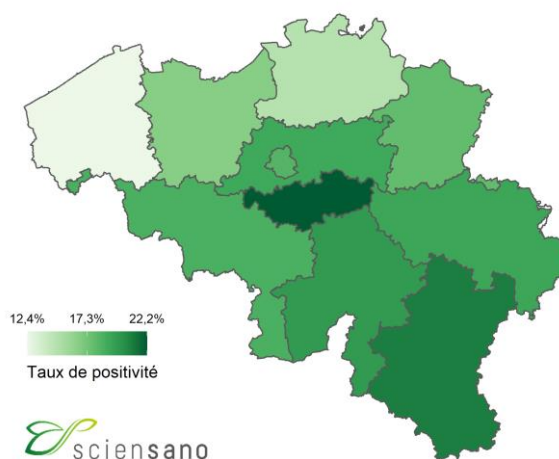 12,4% 17,3% 22,2%
Taux de positivité
sciensano